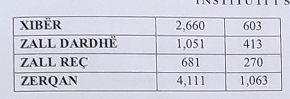 XIBËR 2,660 603
ZALL DARDHË 1,051 413
ZALL REÇ 681 270
ZERQAN 4,111 1,063